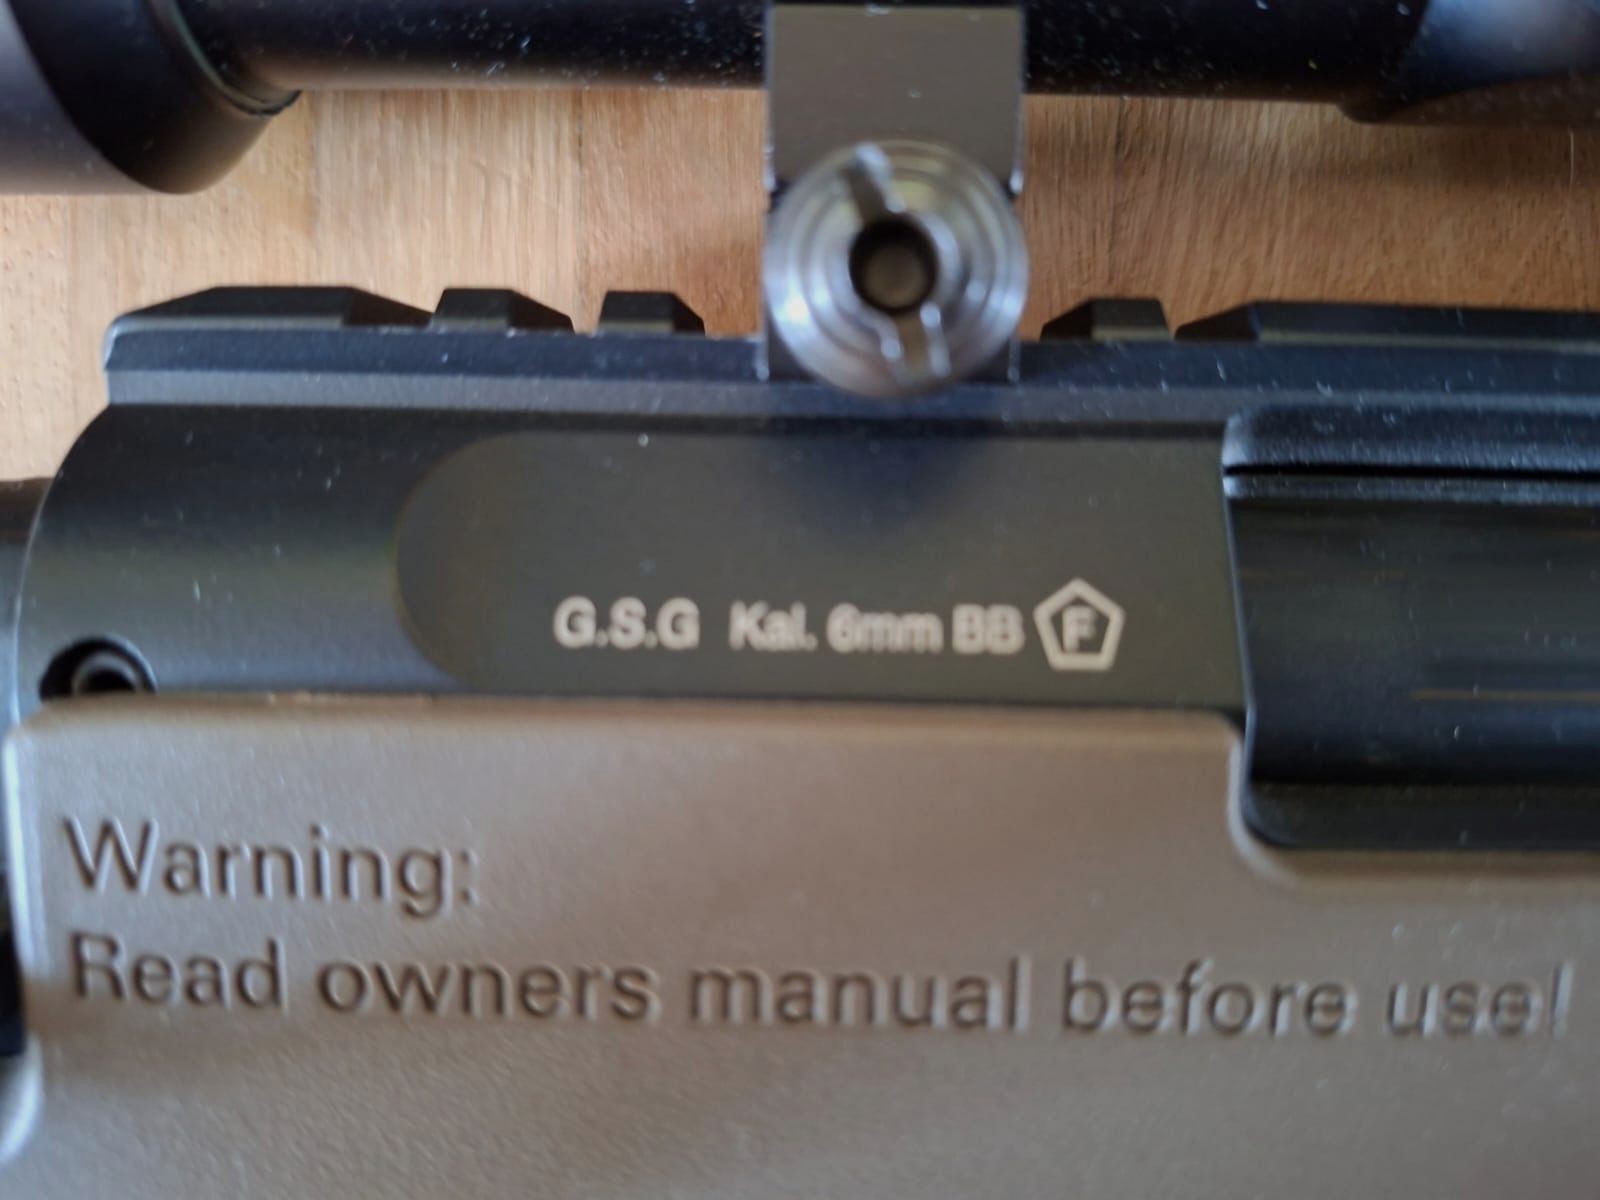 G.S.G Kal. 6mm BB F
Warning:
Read owners manual before use!